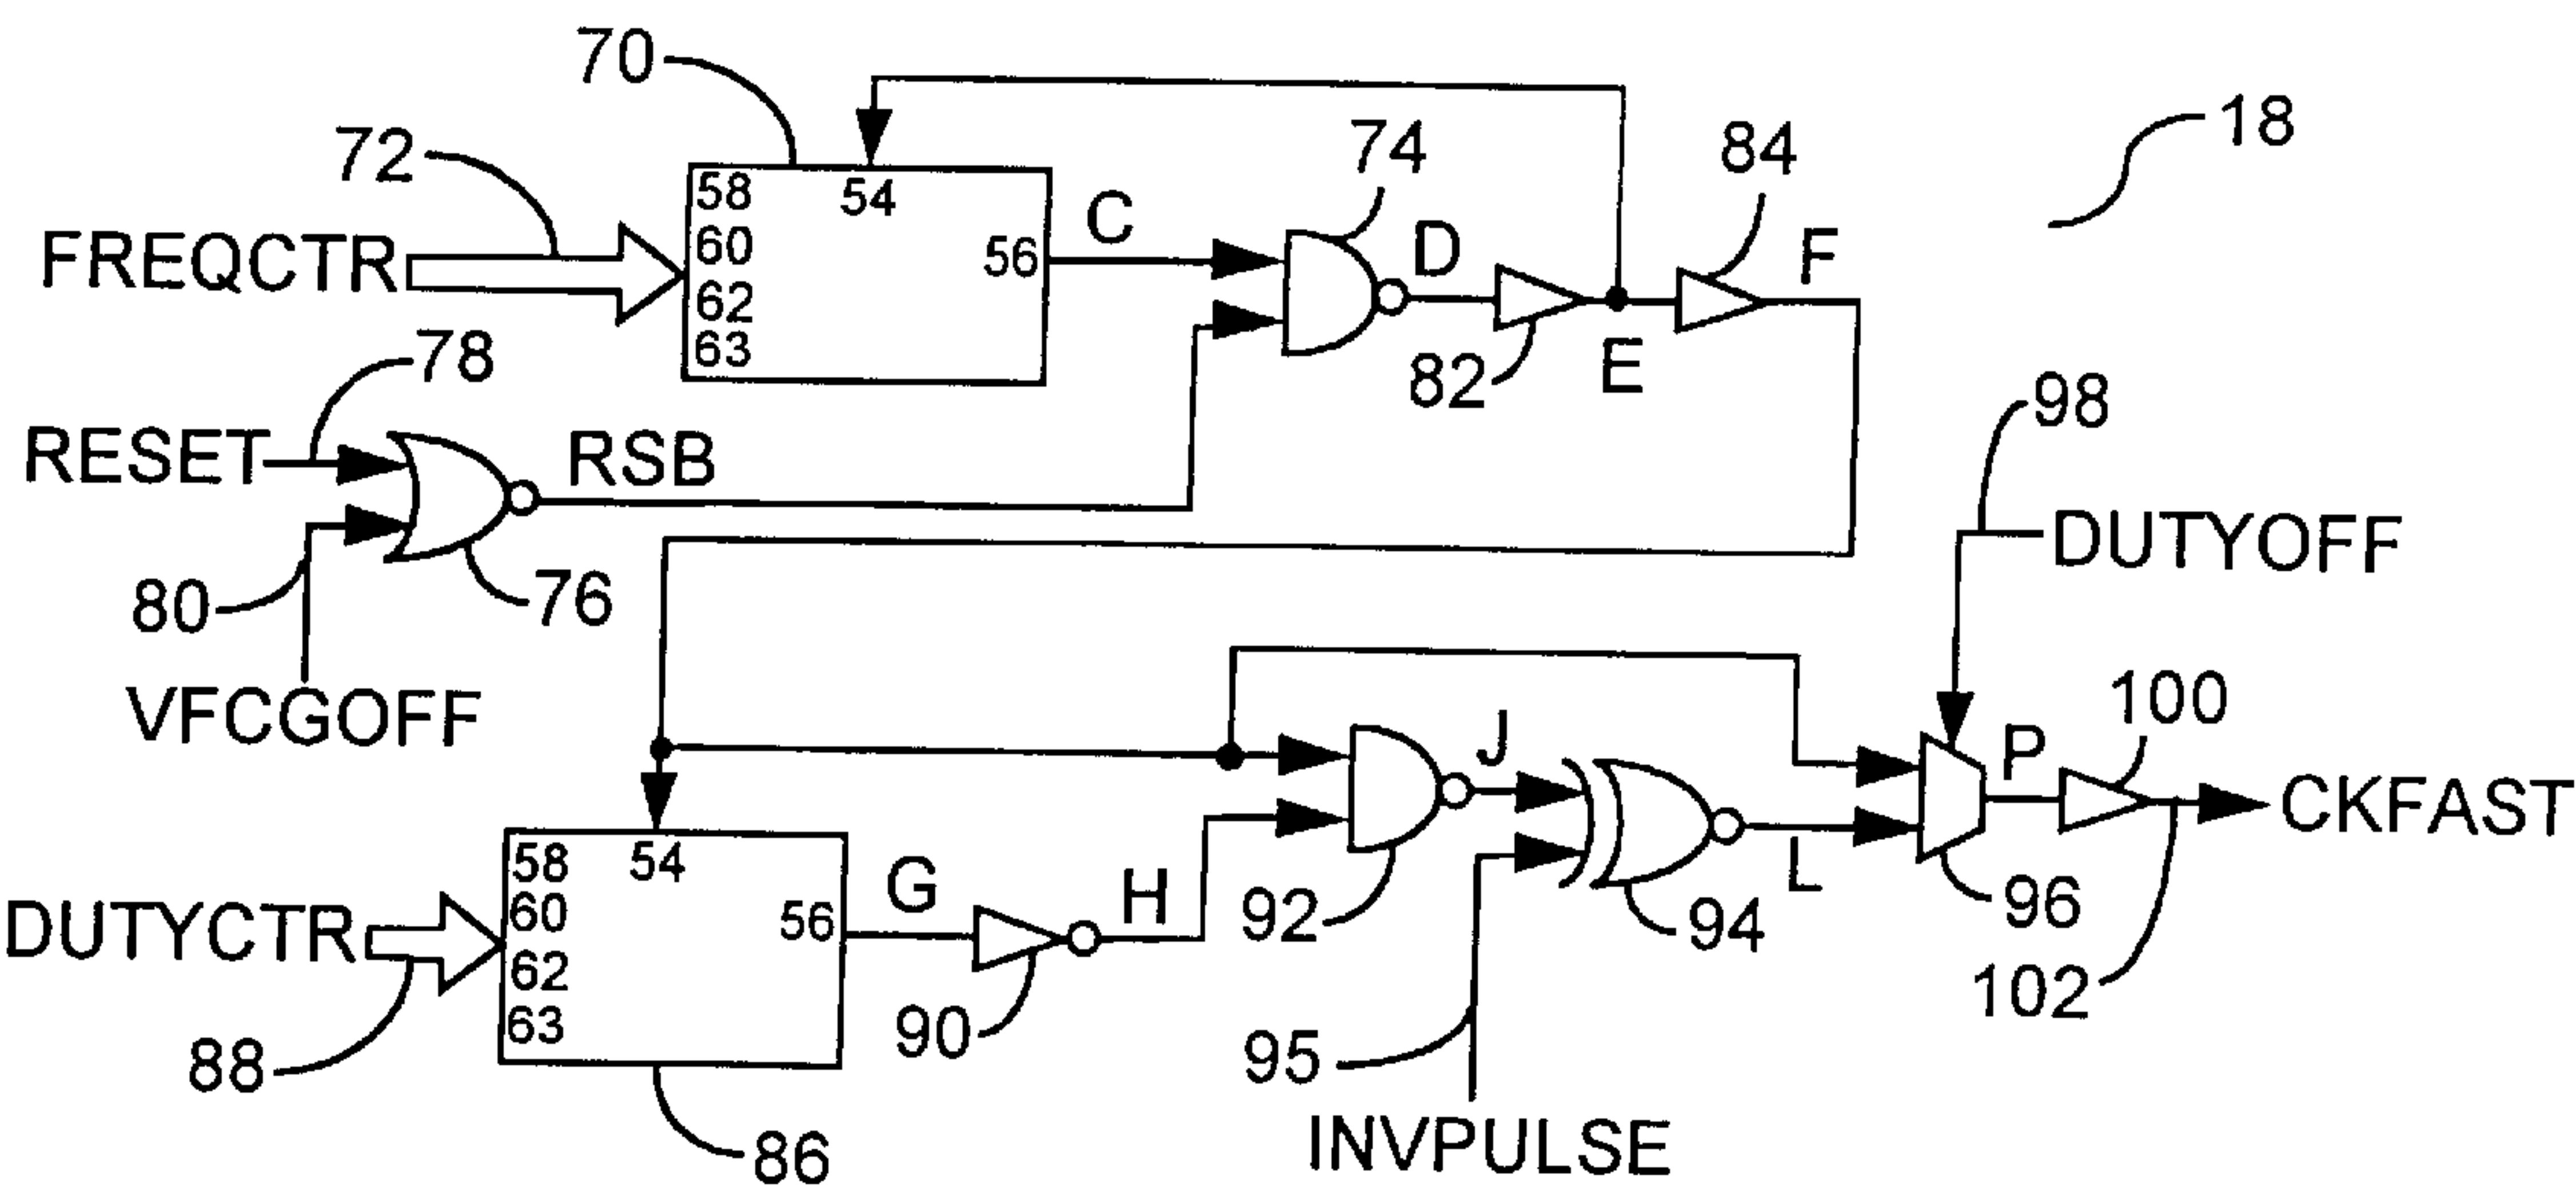 70
18
72
74
84
58
54
C
D
F
FREQCTR
60
56
62
82
E
63
78
98
RESET
RSB
DUTYOFF
80
76
VFCGOFF
100
J
P
CKFAST
58
54
G
H
L
DUTYCTR
60
56
92
94
96
62
90
102
63
95
88
INVPULSE
86